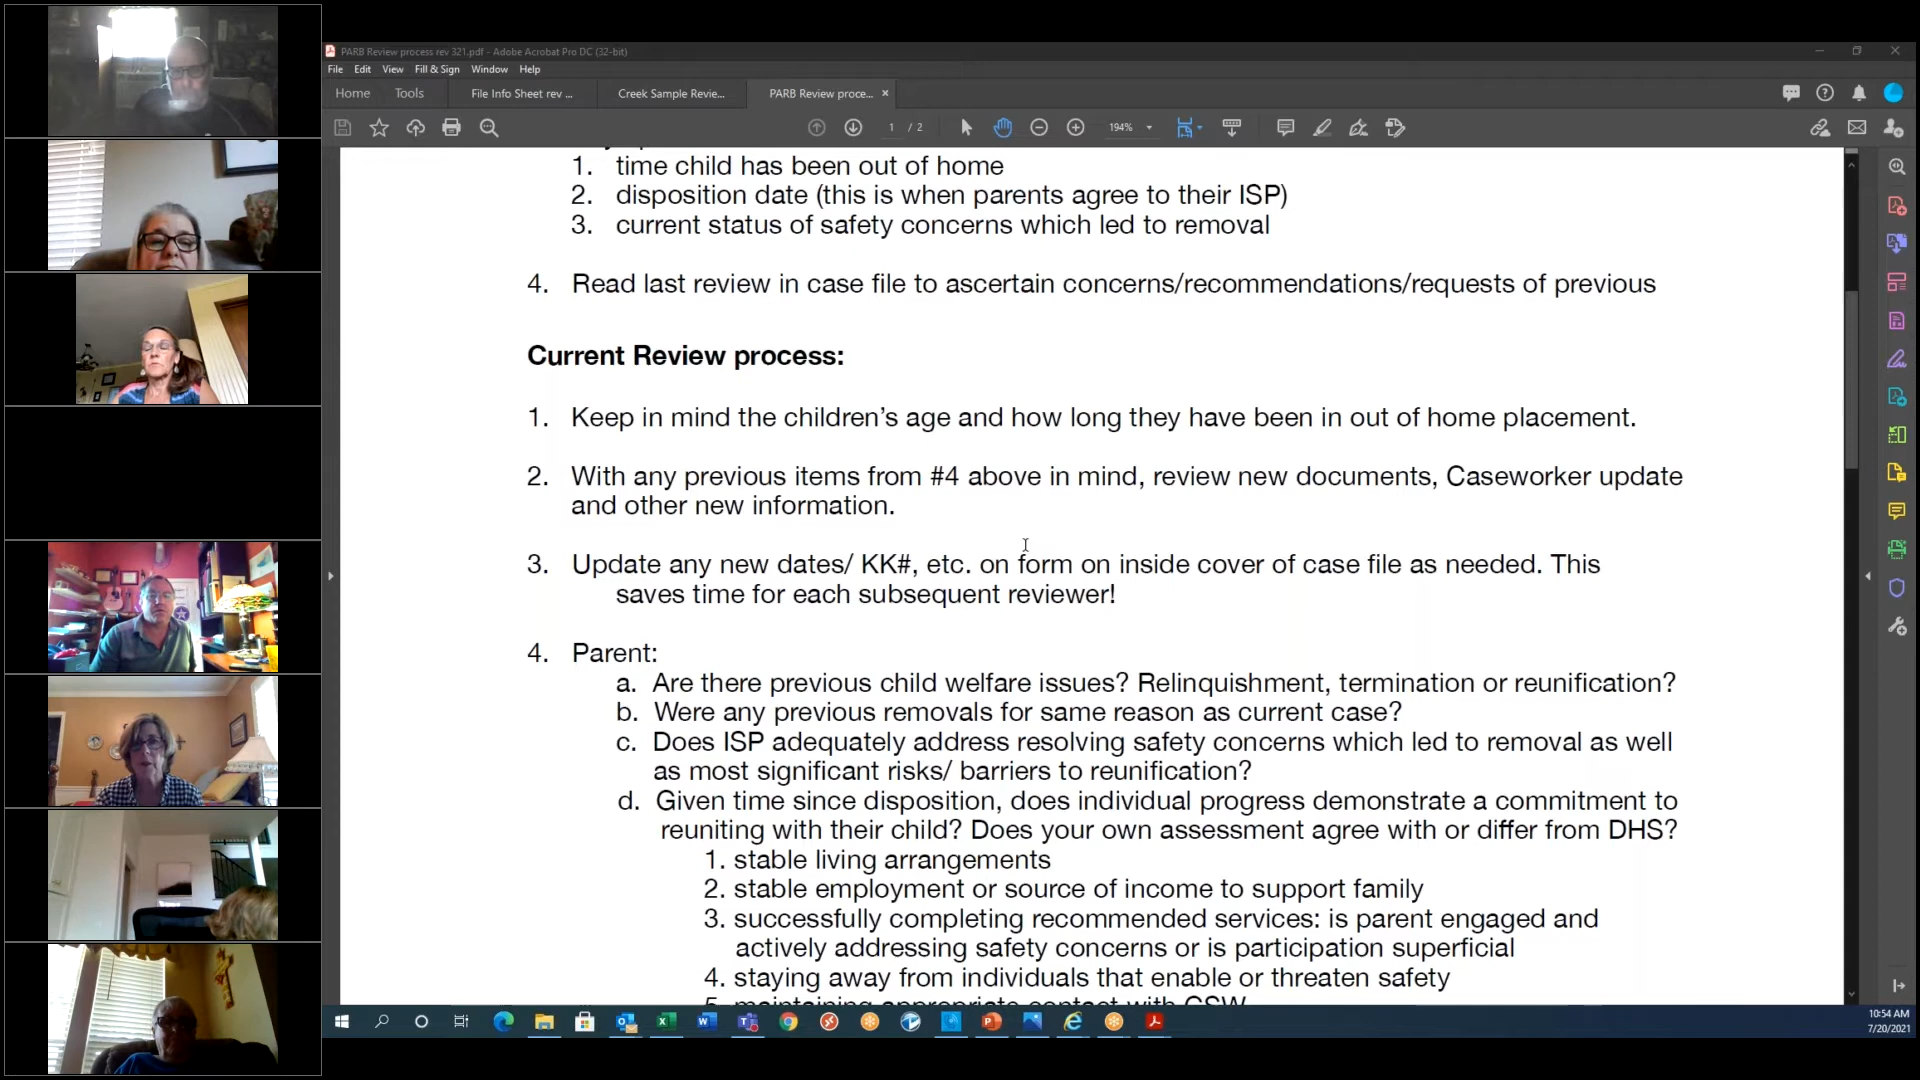 PARB Review process rev 321.pdf - Adobe Acrobat Pro DC (32-bit)
File Edit View Fill & Sign Window Help
Home Tools File Info Sheet rev ... Creek Sample Revie... PARB Review proce... ×
1 / 2 194%
1. time child has been out of home
2. disposition date (this is when parents agree to their ISP)
3. current status of safety concerns which led to removal
4. Read last review in case file to ascertain concerns/recommendations/requests of previous
Current Review process:
1. Keep in mind the children’s age and how long they have been in out of home placement.
2. With any previous items from #4 above in mind, review new documents, Caseworker update
and other new information.
3. Update any new dates/ KK#, etc. on form on inside cover of case file as needed. This
saves time for each subsequent reviewer!
4. Parent:
a. Are there previous child welfare issues? Relinquishment, termination or reunification?
b. Were any previous removals for same reason as current case?
c. Does ISP adequately address resolving safety concerns which led to removal as well
as most significant risks/ barriers to reunification?
d. Given time since disposition, does individual progress demonstrate a commitment to
reuniting with their child? Does your own assessment agree with or differ from DHS?
1. stable living arrangements
2. stable employment or source of income to support family
3. successfully completing recommended services: is parent engaged and
actively addressing safety concerns or is participation superficial
4. staying away from individuals that enable or threaten safety
5. maintaining appropriate contact with CSW
10:54 AM
7/20/2021